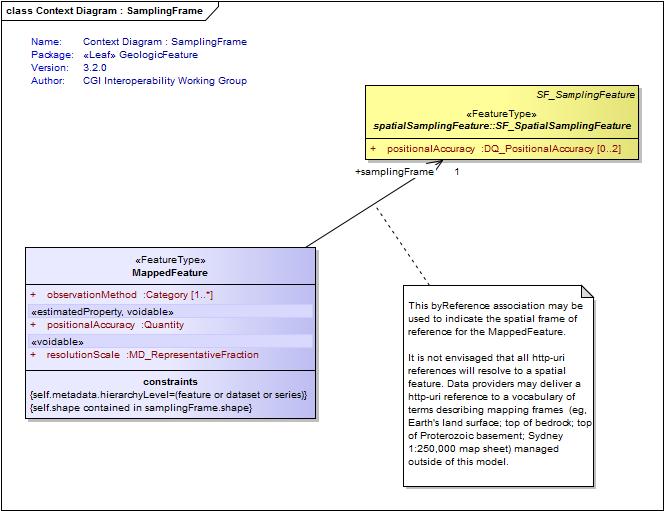 class Context Diagram : SamplingFrame
Name: Context Diagram : SamplingFrame
Package: «Leaf» GeologicFeature
Version: 3.2.0
Author: CGI Interoperability Working Group
SF_SamplingFeature
«FeatureType»
spatialSamplingFeature::SF_SpatialSamplingFeature
+ positionalAccuracy :DQ_PositionalAccuracy [0..2]
+samplingFrame 1
«FeatureType»
MappedFeature
+ observationMethod :Category [1..*]
«estimatedProperty, voidable»
+ positionalAccuracy :Quantity
«voidable»
+ resolutionScale :MD_RepresentativeFraction
constraints
{self.metadata.hierarchyLevel=(feature or dataset or series)}
{self.shape contained in samplingFrame.shape}
This byReference association may be
used to indicate the spatial frame of
reference for the MappedFeature.
It is not envisaged that all http-uri
references will resolve to a spatial
feature. Data providers may deliver a
http-uri reference to a vocabulary of
terms describing mapping frames (eg,
Earth's land surface; top of bedrock; top
of Proterozoic basement; Sydney
1:250,000 map sheet) managed
outside of this model.